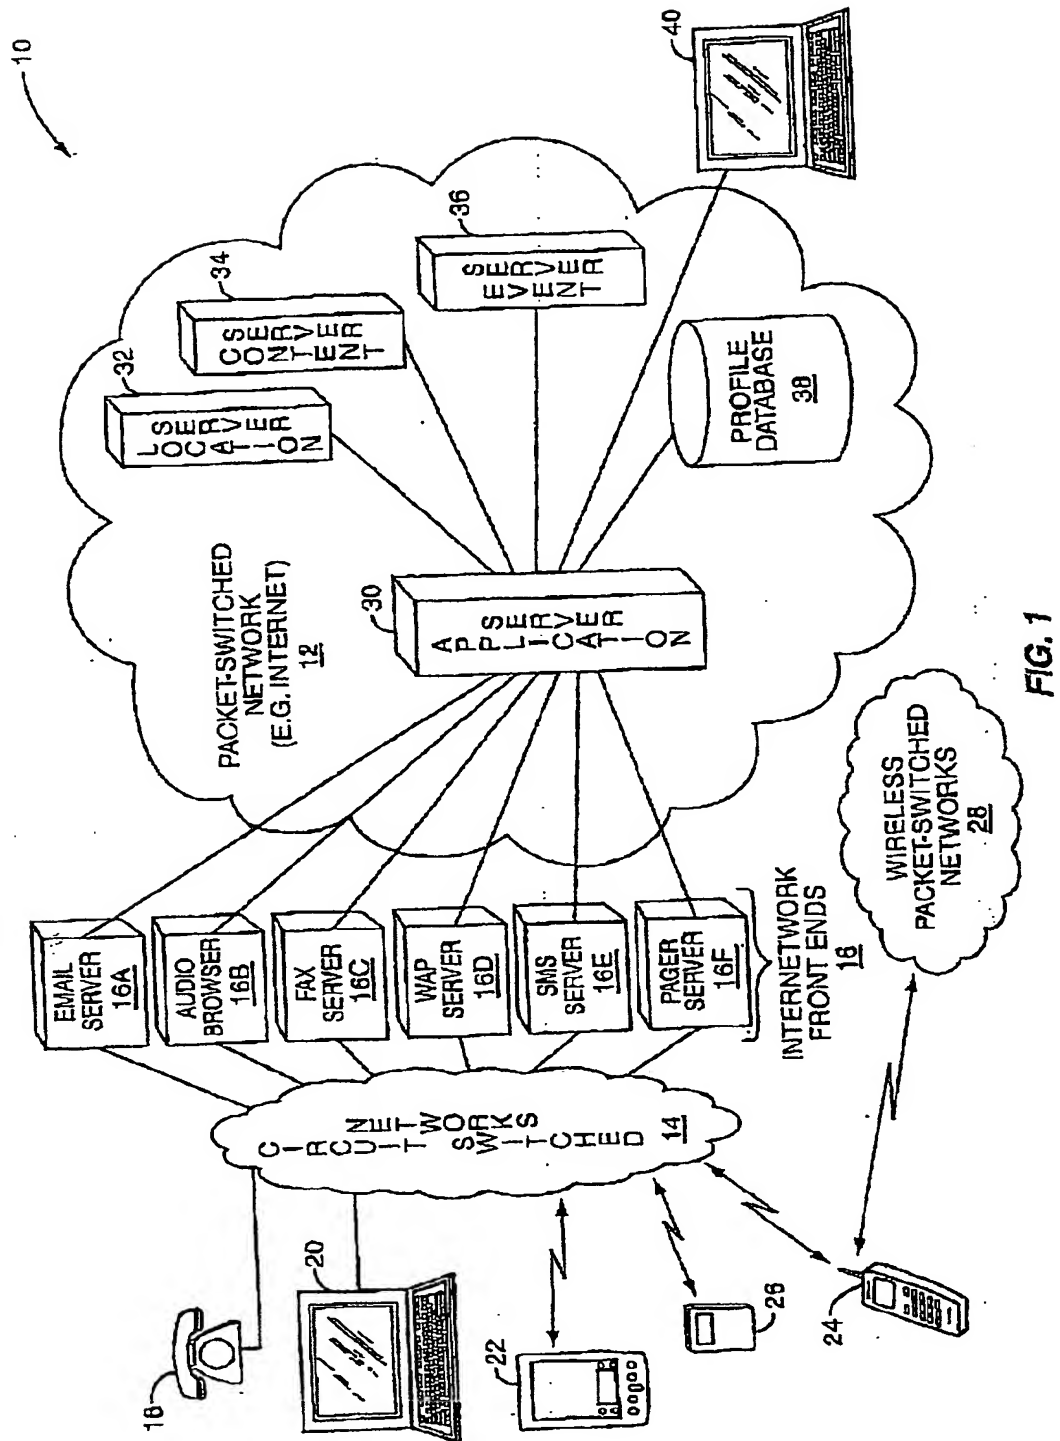 10
PACKET-SWITCHED
NETWORK
(E.G. INTERNET)
12
EMAIL
SERVER
16A
AUDIO
BROWSER
16B
FAX
SERVER
16C
WAP
SERVER
16D
SMS
SERVER
16E
PAGER
SERVER
16F
INTERNETWORK
FRONT ENDS
16
CIRCUIT SWITCHED
NETWORKS
14
18
20
22
26
24
30
APPLICATION
SERVER
32
LOCATION
SERVER
34
CONTENT
SERVER
36
EVENT
SERVER
PROFILE
DATABASE
38
40
WIRELESS
PACKET-SWITCHED
NETWORKS
28
FIG. 1